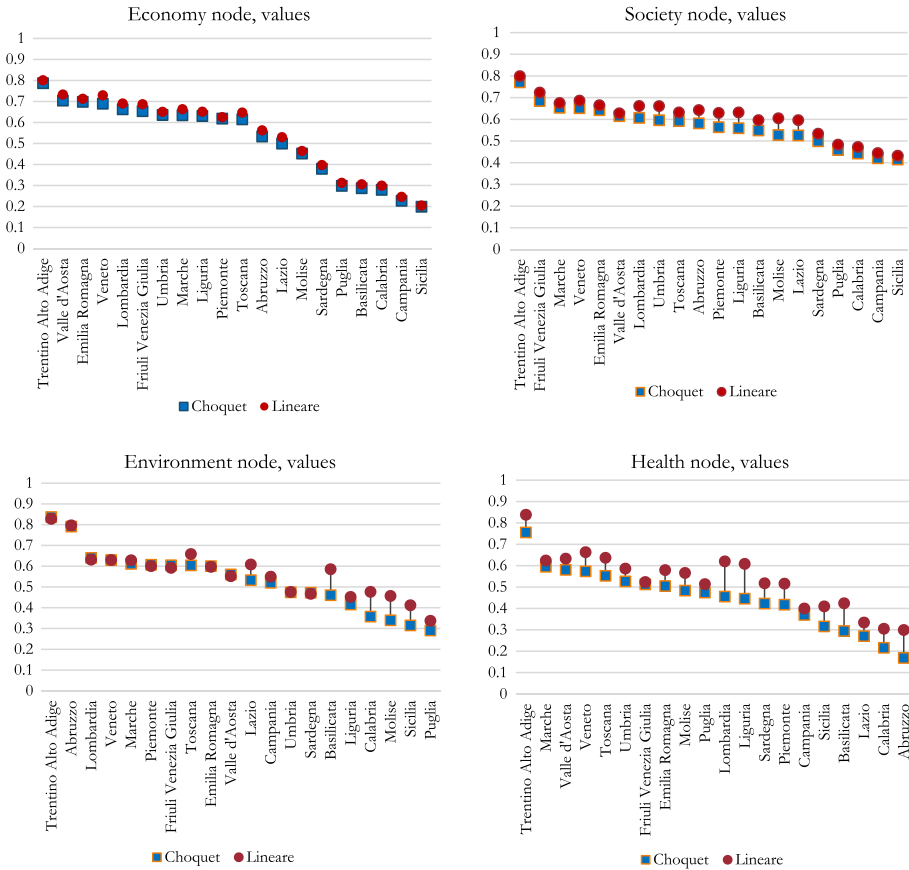 Economy node, values
1
0.9
0.8
0.7
0.6
0.5
0.4
0.3
0.2
0.1
0
Trentino Alto Adige
Valle d'Aosta
Emilia Romagna
Veneto
Lombardia
Friuli Venezia Giulia
Umbria
Marche
Liguria
Piemonte
Toscana
Abruzzo
Lazio
Molise
Sardegna
Puglia
Basilicata
Calabria
Campania
Sicilia
Choquet Lineare
Society node, values
1
0.9
0.8
0.7
0.6
0.5
0.4
0.3
0.2
0.1
0
Trentino Alto Adige
Friuli Venezia Giulia
Marche
Veneto
Emilia Romagna
Valle d'Aosta
Lombardia
Umbria
Toscana
Abruzzo
Piemonte
Liguria
Basilicata
Molise
Lazio
Sardegna
Puglia
Calabria
Campania
Sicilia
Choquet Lineare
Environment node, values
1
0.9
0.8
0.7
0.6
0.5
0.4
0.3
0.2
0.1
0
Trentino Alto Adige
Abruzzo
Lombardia
Veneto
Marche
Piemonte
Friuli Venezia Giulia
Toscana
Emilia Romagna
Valle d'Aosta
Lazio
Campania
Umbria
Sardegna
Basilicata
Liguria
Calabria
Molise
Sicilia
Puglia
Choquet Lineare
Health node, values
1
0.9
0.8
0.7
0.6
0.5
0.4
0.3
0.2
0.1
0
Trentino Alto Adige
Marche
Valle d'Aosta
Veneto
Toscana
Umbria
Friuli Venezia Giulia
Emilia Romagna
Molise
Puglia
Lombardia
Liguria
Sardegna
Piemonte
Campania
Sicilia
Basilicata
Lazio
Calabria
Abruzzo
Choquet Lineare